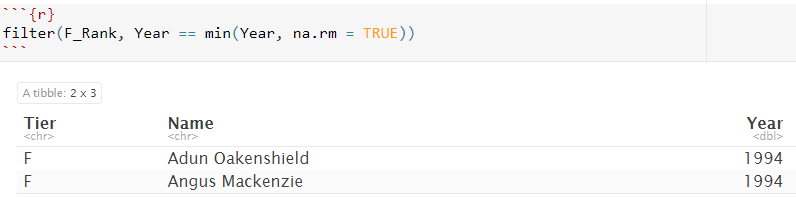 ```{r}
filter(F_Rank, Year == min(Year, na.rm = TRUE))
```
A tibble: 2 x 3
Tier Name Year
<chr> <chr> <dbl>
F Adun Oakenshield 1994
F Angus Mackenzie 1994